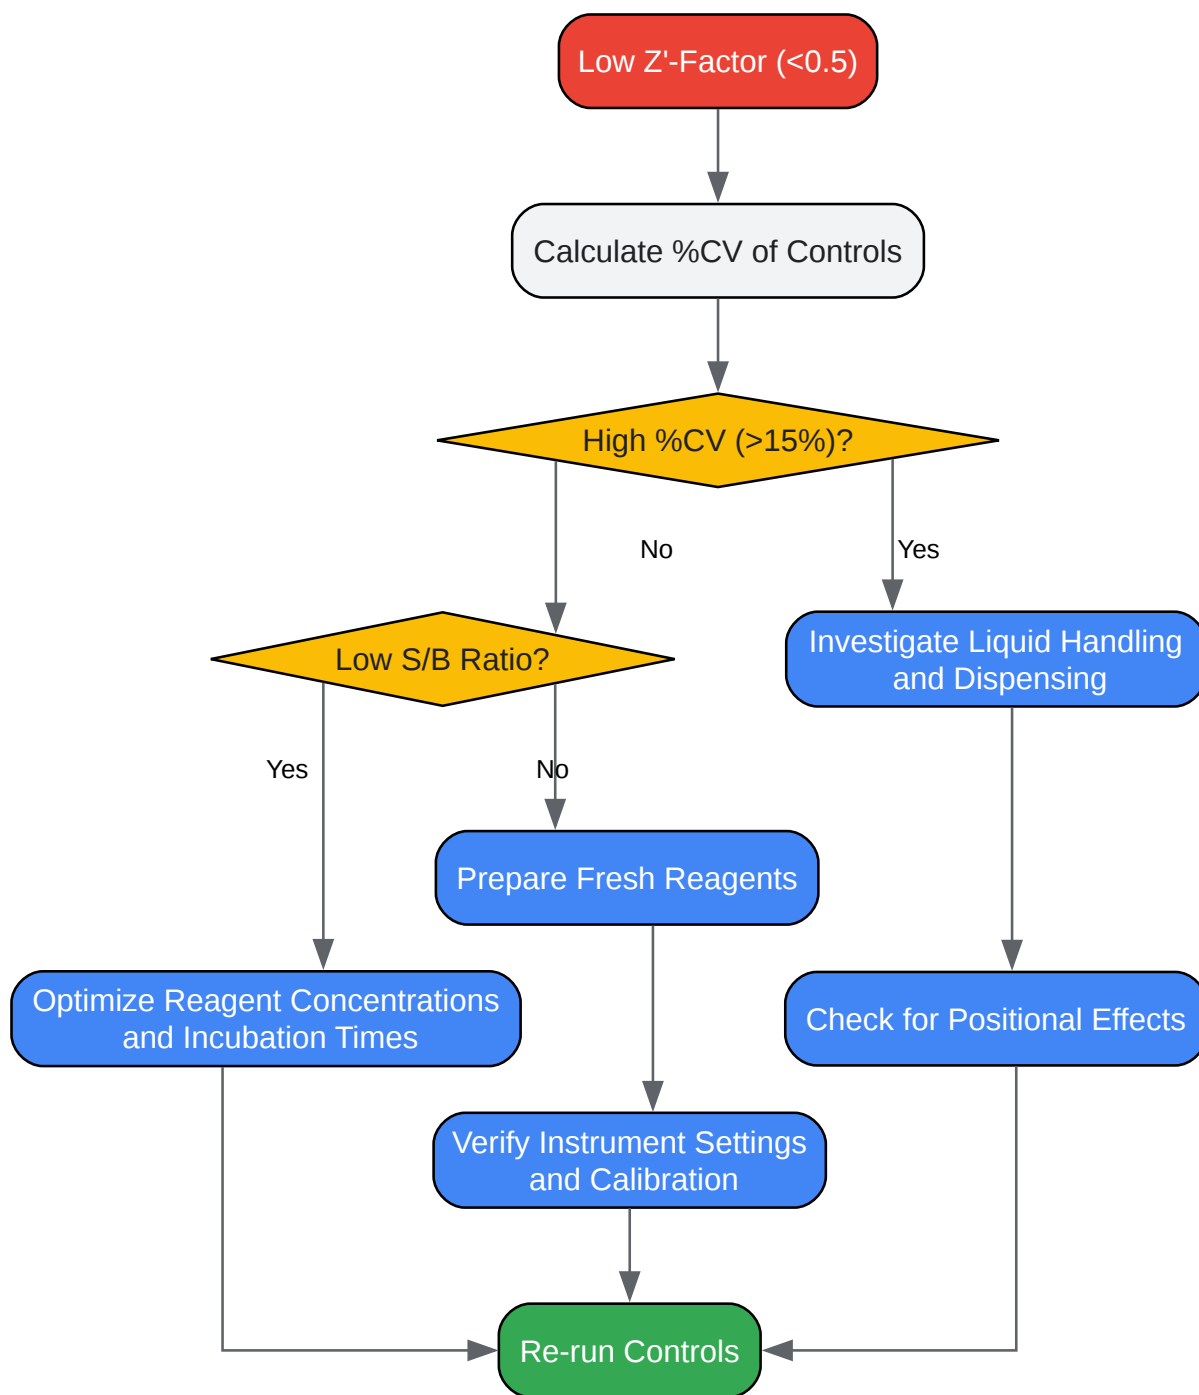 Low Z'-Factor (<0.5)
Calculate %CV of Controls
High %CV (>15%)?
No
Yes
Low S/B Ratio?
Investigate Liquid Handling
and Dispensing
Yes
No
Prepare Fresh Reagents
Optimize Reagent Concentrations
and Incubation Times
Check for Positional Effects
Verify Instrument Settings
and Calibration
Re-run Controls